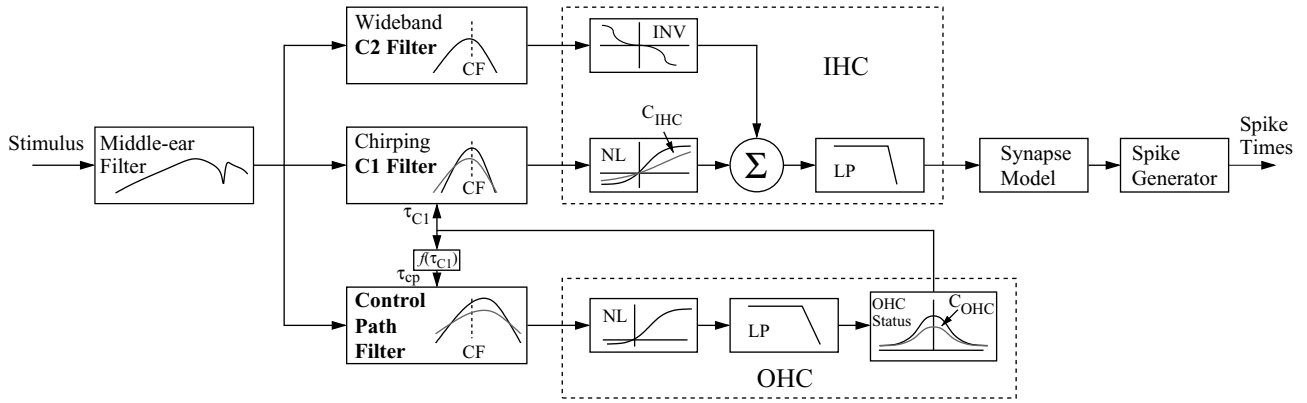 Stimulus
Middle-ear
Filter
Wideband
C2 Filter
CF
INV
IHC
Chirping
C1 Filter
CF
NL
C_IHC
Σ
LP
Synapse
Model
Spike
Generator
Spike
Times
τ_C1
f(τ_C1)
τ_cp
Control
Path
Filter
CF
NL
LP
OHC
Status
C_OHC
OHC